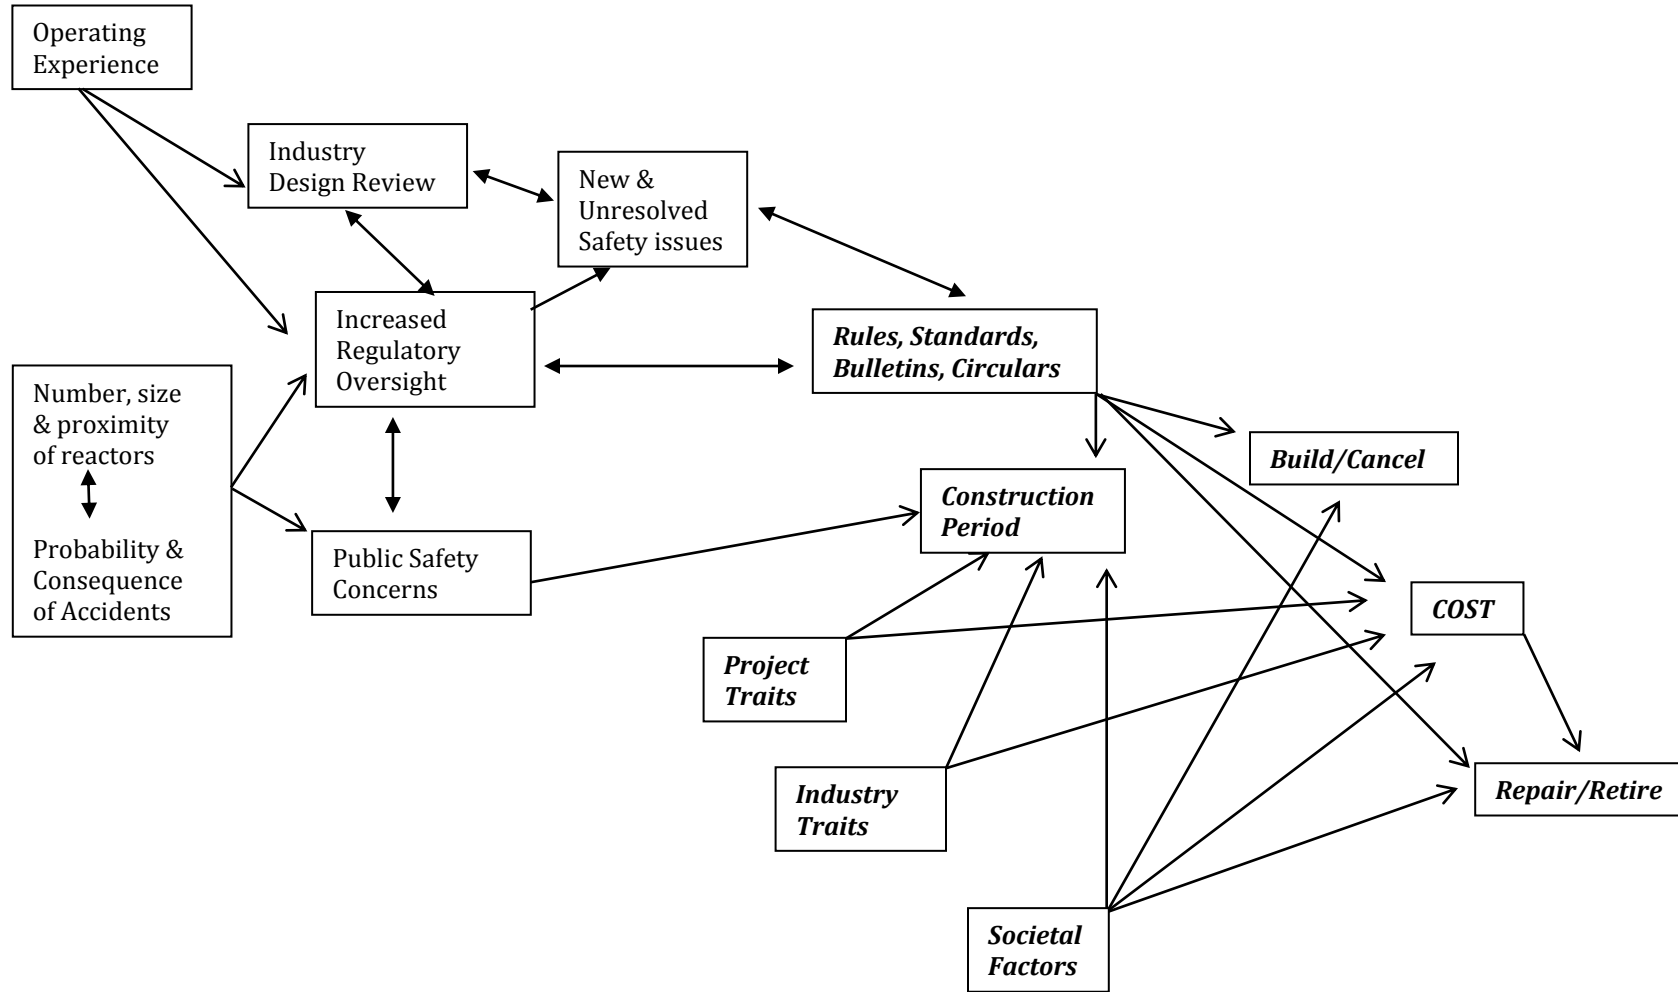 Operating
Experience
Industry
Design Review
New &
Unresolved
Safety issues
Increased
Regulatory
Oversight
Rules, Standards,
Bulletins, Circulars
Number, size
& proximity
of reactors
Probability &
Consequence
of Accidents
Public Safety
Concerns
Build/Cancel
Construction
Period
COST
Project
Traits
Industry
Traits
Repair/Retire
Societal
Factors